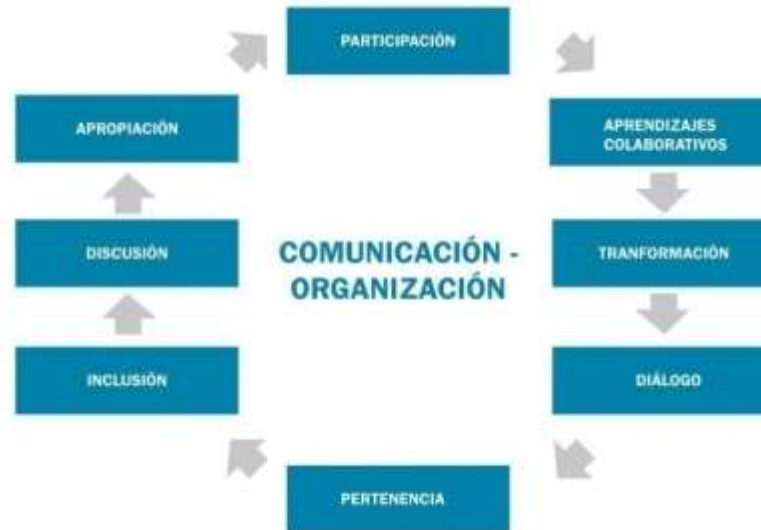 PARTICIPACIÓN
APROPIACIÓN
APRENDIZAJES
COLABORATIVOS
DISCUSIÓN
COMUNICACIÓN -
ORGANIZACIÓN
TRANFORMACIÓN
INCLUSIÓN
DIÁLOGO
PERTENENCIA